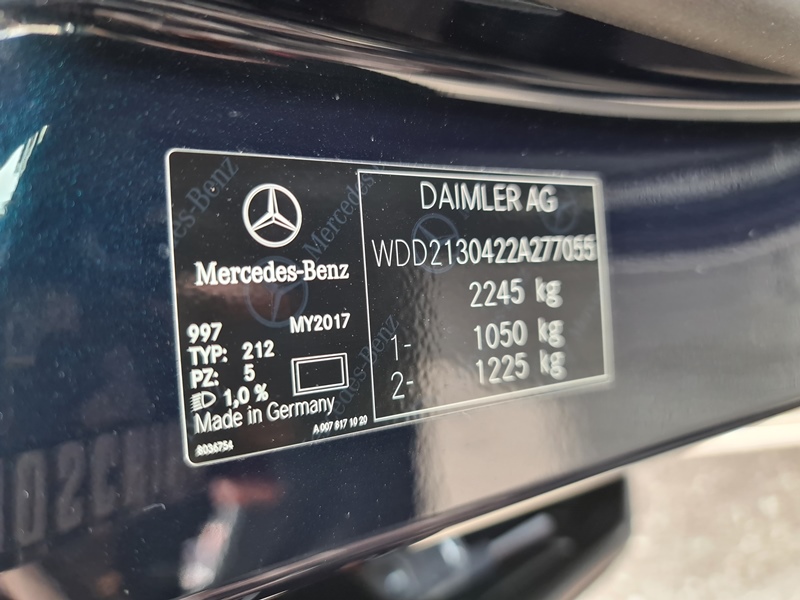 Mercedes-Benz
997 MY2017
TYP: 212
PZ: 5
1,0 %
Made in Germany
A 007 817 10 20
8036754
DAIMLER AG
WDD2130422A277055
2245 kg
1- 1050 kg
2- 1225 kg